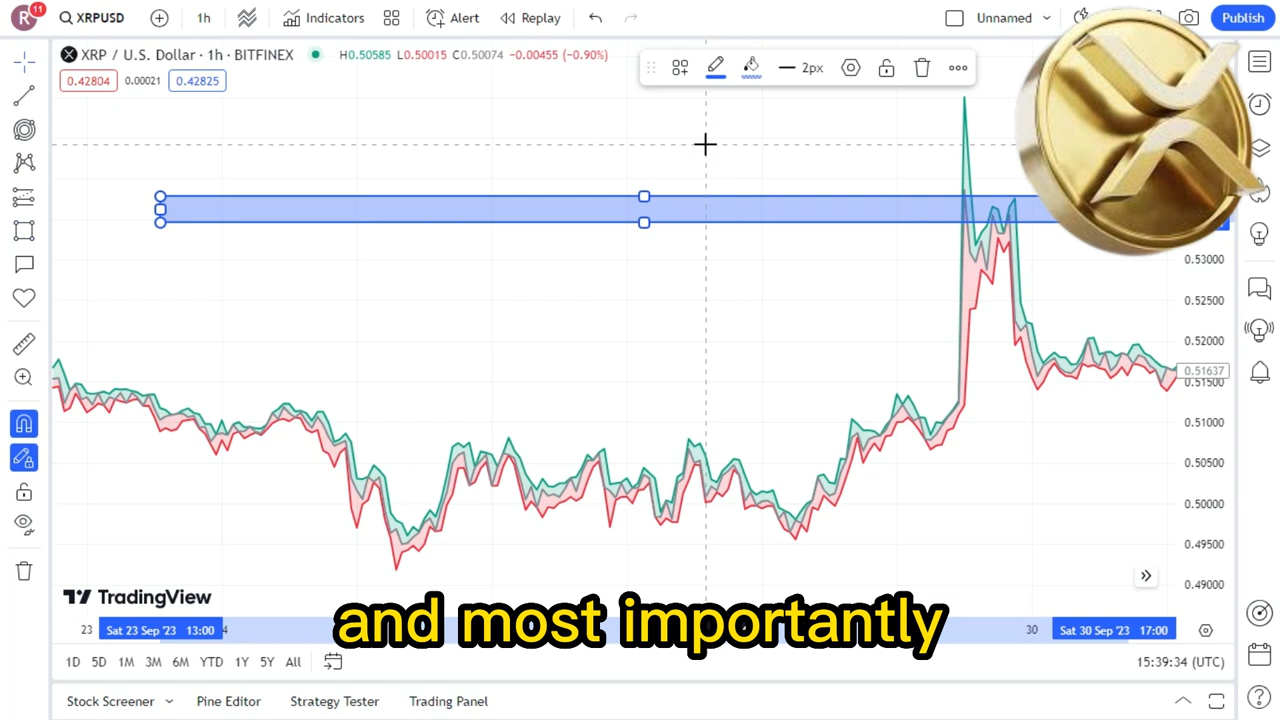 R 11 XRPUSD 1h Indicators Alert Replay Unnamed Publish
XRP / U.S. Dollar · 1h · BITFINEX H0.50585 L0.50015 C0.50074 −0.00455 (−0.90%)
0.42804 0.00021 0.42825
2px
0.53000
0.52500
0.52000
0.51637
0.51500
0.51000
0.50500
0.50000
0.49500
0.49000
TradingView
and most importantly
23 Sat 23 Sep '23 13:00 4 30 Sat 30 Sep '23 17:00
1D 5D 1M 3M 6M YTD 1Y 5Y All 15:39:34 (UTC)
Stock Screener Pine Editor Strategy Tester Trading Panel